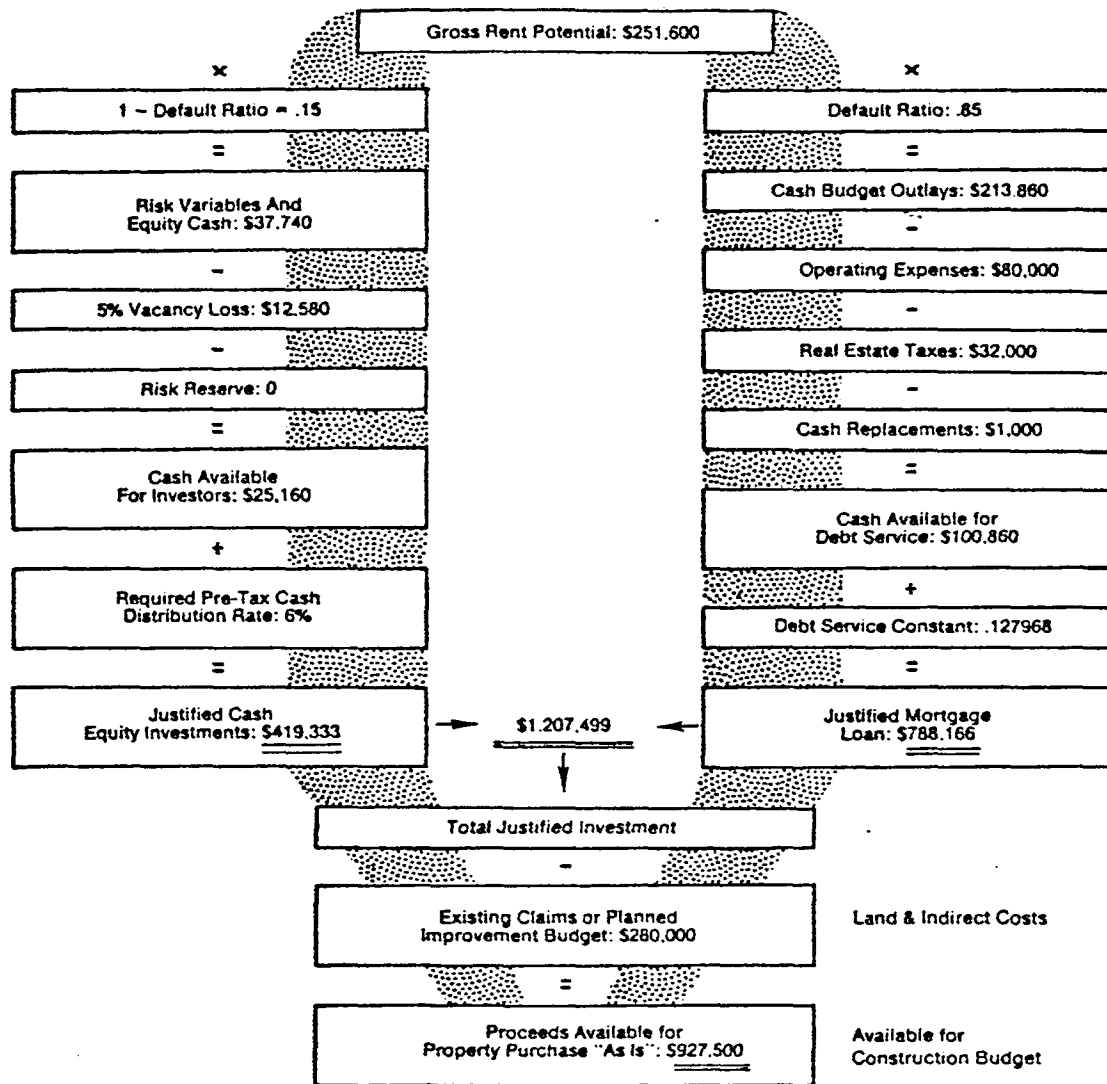 Gross Rent Potential: $251,600
×
1 – Default Ratio = .15
=
Risk Variables And
Equity Cash: $37,740
-
5% Vacancy Loss: $12,580
-
Risk Reserve: 0
=
Cash Available
For Investors: $25,160
+
Required Pre-Tax Cash
Distribution Rate: 6%
=
Justified Cash
Equity Investments: $419,333
×
Default Ratio: .85
=
Cash Budget Outlays: $213,860
-
Operating Expenses: $80,000
-
Real Estate Taxes: $32,000
-
Cash Replacements: $1,000
=
Cash Available for
Debt Service: $100,860
+
Debt Service Constant: .127968
=
Justified Mortgage
Loan: $788,166
$1,207,499
Total Justified Investment
-
Existing Claims or Planned
Improvement Budget: $280,000
Land & Indirect Costs
=
Proceeds Available for
Property Purchase "As Is": $927,500
Available for
Construction Budget